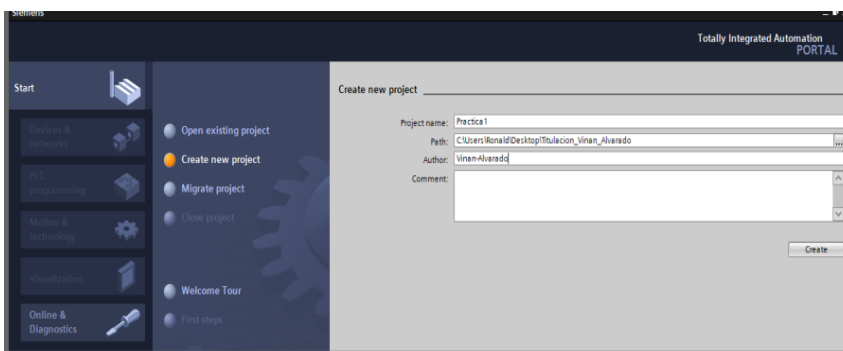 Siemens
Totally Integrated Automation
PORTAL
Start
Devices &
networks
PLC
programming
Motion &
technology
Visualization
Online &
Diagnostics
Open existing project
Create new project
Migrate project
Close project
Welcome Tour
First steps
Create new project
Project name: Practica1
Path: C:\Users\Ronald\Desktop\Titulacion_Vinan_Alvarado
...
Author: Vinan-Alvarado
Comment:
Create